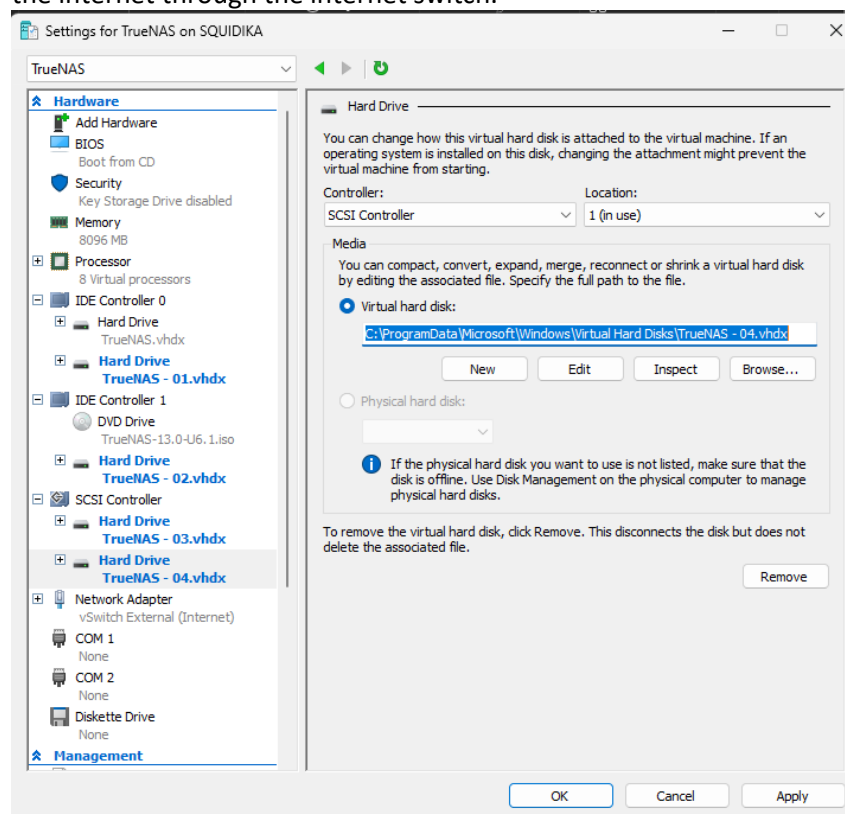 the internet through the internet switch.
Settings for TrueNAS on SQUIDIKA
TrueNAS
Hardware
Add Hardware
BIOS
Boot from CD
Security
Key Storage Drive disabled
Memory
8096 MB
Processor
8 Virtual processors
IDE Controller 0
Hard Drive
TrueNAS.vhdx
Hard Drive
TrueNAS - 01.vhdx
IDE Controller 1
DVD Drive
TrueNAS-13.0-U6.1.iso
Hard Drive
TrueNAS - 02.vhdx
SCSI Controller
Hard Drive
TrueNAS - 03.vhdx
Hard Drive
TrueNAS - 04.vhdx
Network Adapter
vSwitch External (Internet)
COM 1
None
COM 2
None
Diskette Drive
None
Management
Hard Drive
You can change how this virtual hard disk is attached to the virtual machine. If an
operating system is installed on this disk, changing the attachment might prevent the
virtual machine from starting.
Controller: Location:
SCSI Controller 1 (in use)
Media
You can compact, convert, expand, merge, reconnect or shrink a virtual hard disk
by editing the associated file. Specify the full path to the file.
Virtual hard disk:
C:\ProgramData\Microsoft\Windows\Virtual Hard Disks\TrueNAS - 04.vhdx
New Edit Inspect Browse...
Physical hard disk:
If the physical hard disk you want to use is not listed, make sure that the
disk is offline. Use Disk Management on the physical computer to manage
physical hard disks.
To remove the virtual hard disk, click Remove. This disconnects the disk but does not
delete the associated file.
Remove
OK Cancel Apply